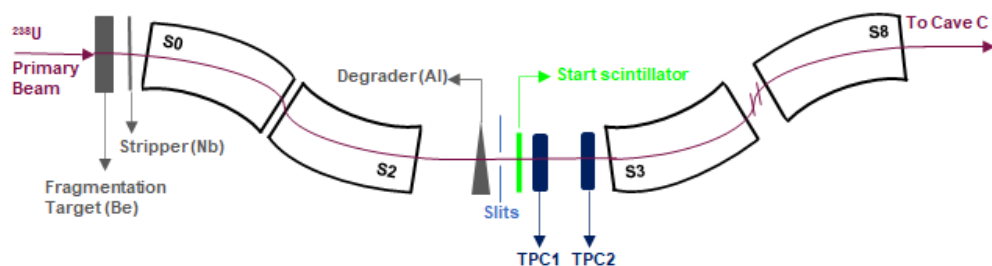 ²³⁸U
Primary
Beam
S0
Stripper (Nb)
Fragmentation
Target (Be)
S2
Degrader (Al)
Start scintillator
Slits
TPC1
TPC2
S3
S8
To Cave C